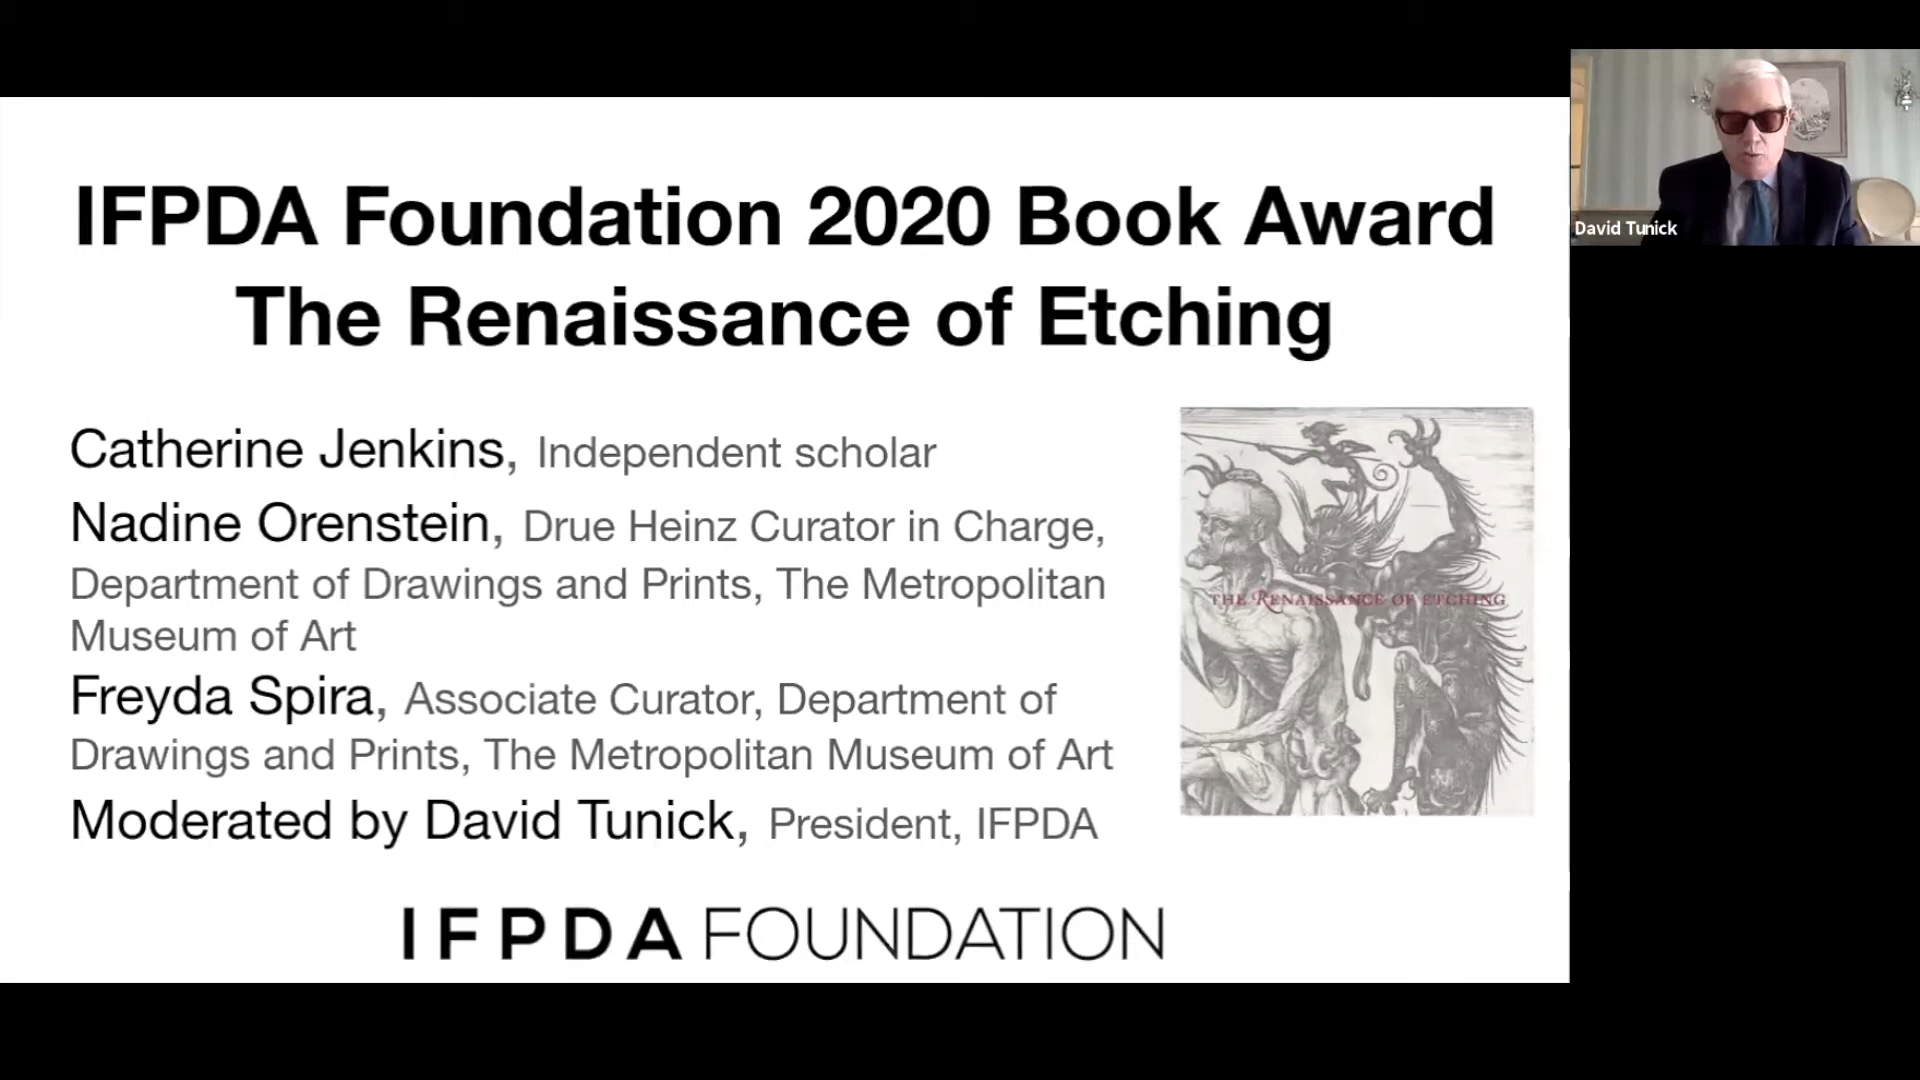 IFPDA Foundation 2020 Book Award
The Renaissance of Etching
Catherine Jenkins, Independent scholar
Nadine Orenstein, Drue Heinz Curator in Charge,
Department of Drawings and Prints, The Metropolitan
Museum of Art
Freyda Spira, Associate Curator, Department of
Drawings and Prints, The Metropolitan Museum of Art
Moderated by David Tunick, President, IFPDA
THE RENAISSANCE OF ETCHING
IFPDA FOUNDATION
David Tunick